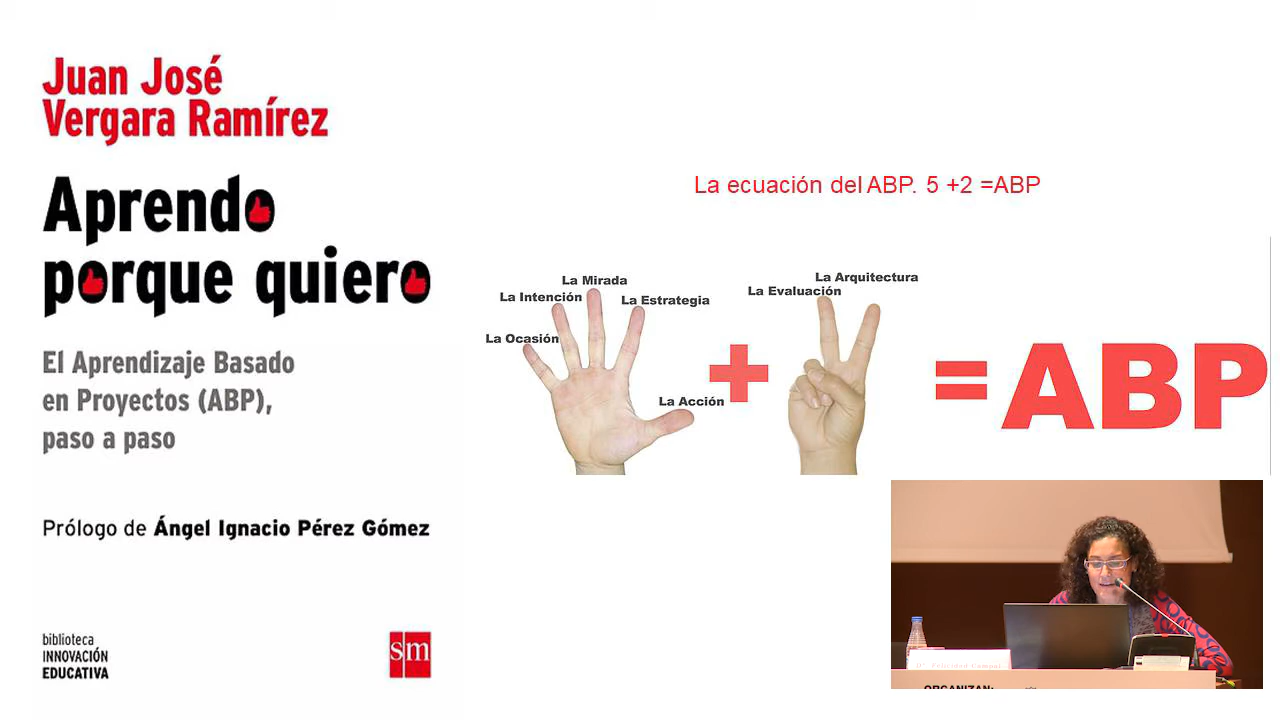 Juan José
Vergara Ramírez
Aprendo
porque quiero
El Aprendizaje Basado
en Proyectos (ABP),
paso a paso
Prólogo de Ángel Ignacio Pérez Gómez
biblioteca
INNOVACIÓN
EDUCATIVA
sm
La ecuación del ABP. 5 +2 =ABP
La Mirada
La Intención
La Estrategia
La Ocasión
La Acción
+
La Arquitectura
La Evaluación
=ABP
ORGANIZAN: